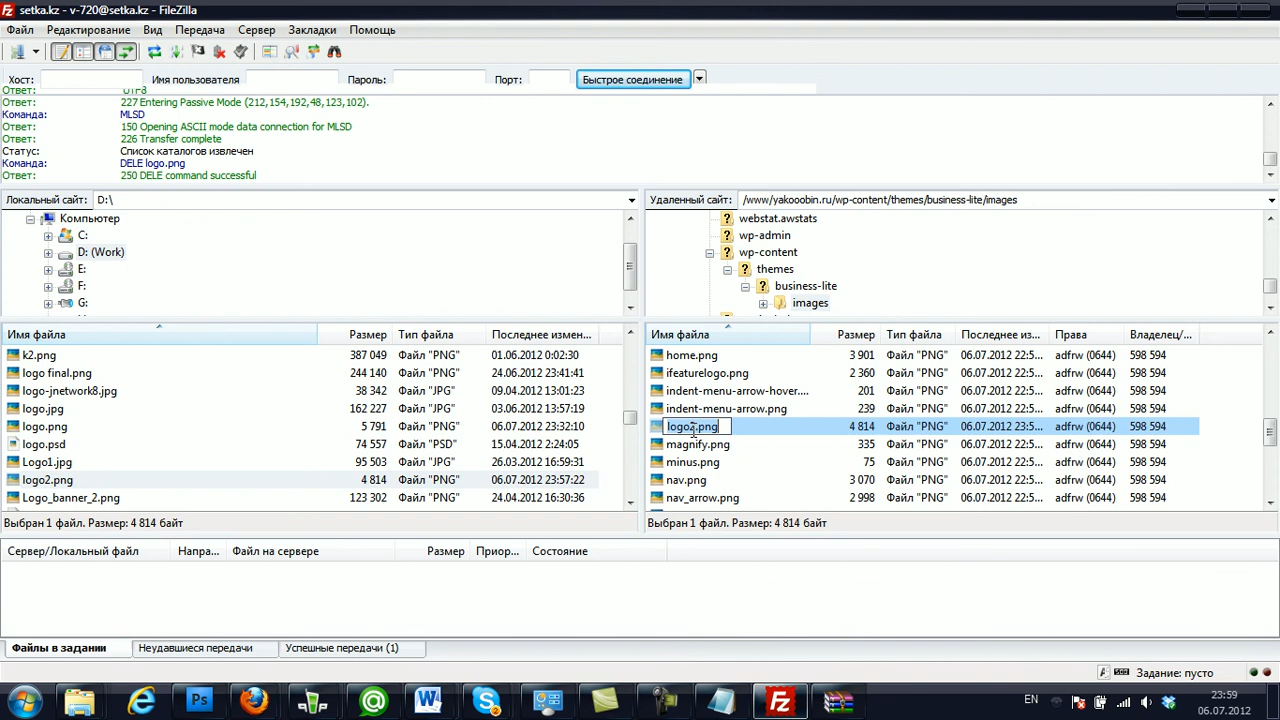 setka.kz - v-720@setka.kz - FileZilla
Файл Редактирование Вид Передача Сервер Закладки Помощь
Хост: Имя пользователя Пароль: Порт: Быстрое соединение
Ответ: UTF8
Ответ: 227 Entering Passive Mode (212,154,192,48,123,102).
Команда: MLSD
Ответ: 150 Opening ASCII mode data connection for MLSD
Ответ: 226 Transfer complete
Статус: Список каталогов извлечен
Команда: DELE logo.png
Ответ: 250 DELE command successful
Локальный сайт: D:\
Удаленный сайт: /www/yakooobin.ru/wp-content/themes/business-lite/images
Компьютер
C:
D: (Work)
E:
F:
G:
webstat.awstats
wp-admin
wp-content
themes
business-lite
images
Имя файла Размер Тип файла Последнее измен...
k2.png 387 049 Файл "PNG" 01.06.2012 0:02:30
logo final.png 244 140 Файл "PNG" 24.06.2012 23:41:41
logo-jnetwork8.jpg 38 342 Файл "JPG" 09.04.2012 13:01:23
logo.jpg 162 227 Файл "JPG" 03.04.2012 13:57:19
logo.png 5 791 Файл "PNG" 06.07.2012 23:32:10
logo.psd 74 557 Файл "PSD" 15.04.2012 2:24:05
Logo1.jpg 95 503 Файл "JPG" 26.03.2012 16:59:31
logo2.png 4 814 Файл "PNG" 06.07.2012 23:57:22
Logo_banner_2.png 123 302 Файл "PNG" 24.04.2012 16:30:36
Выбран 1 файл. Размер: 4 814 байт
Имя файла Размер Тип файла Последнее из... Права Владелец/...
home.png 3 901 Файл "PNG" 06.07.2012 22:5... adfrw (0644) 598 594
ifeaturelogo.png 2 360 Файл "PNG" 06.07.2012 22:5... adfrw (0644) 598 594
indent-menu-arrow-hover.... 201 Файл "PNG" 06.07.2012 22:5... adfrw (0644) 598 594
indent-menu-arrow.png 239 Файл "PNG" 06.07.2012 22:5... adfrw (0644) 598 594
logo2.png 4 814 Файл "PNG" 06.07.2012 23:5... adfrw (0644) 598 594
magnify.png 335 Файл "PNG" 06.07.2012 22:5... adfrw (0644) 598 594
minus.png 75 Файл "PNG" 06.07.2012 22:5... adfrw (0644) 598 594
nav.png 3 070 Файл "PNG" 06.07.2012 22:5... adfrw (0644) 598 594
nav_arrow.png 2 998 Файл "PNG" 06.07.2012 22:5... adfrw (0644) 598 594
Выбран 1 файл. Размер: 4 814 байт
Сервер/Локальный файл Напра... Файл на сервере Размер Приор... Состояние
Файлы в задании Неудавшиеся передачи Успешные передачи (1)
Задание: пусто
EN 23:59
06.07.2012